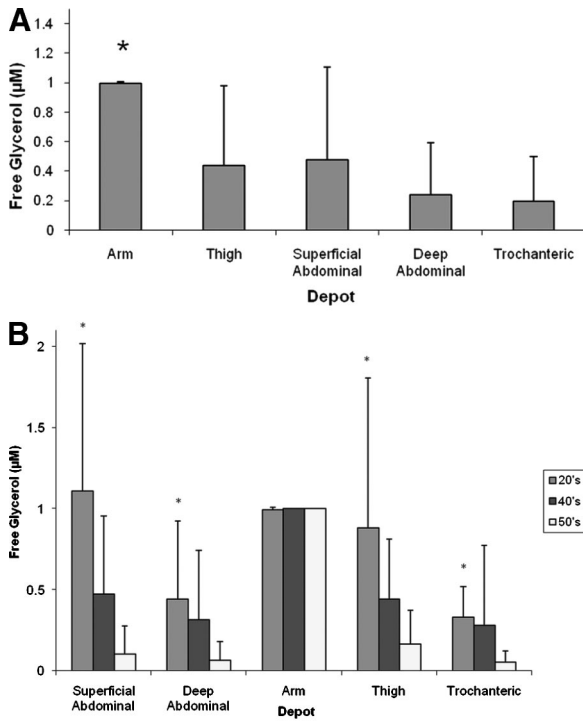 A
Free Glycerol (µM)
1.4
1.2
1
0.8
0.6
0.4
0.2
0
*
Arm
Thigh
Superficial
Abdominal
Deep
Abdominal
Trochanteric
Depot
B
Free Glycerol (µM)
2
1.5
1
0.5
0
*
*
*
*
20's
40's
50's
Superficial
Abdominal
Deep
Abdominal
Arm
Thigh
Trochanteric
Depot